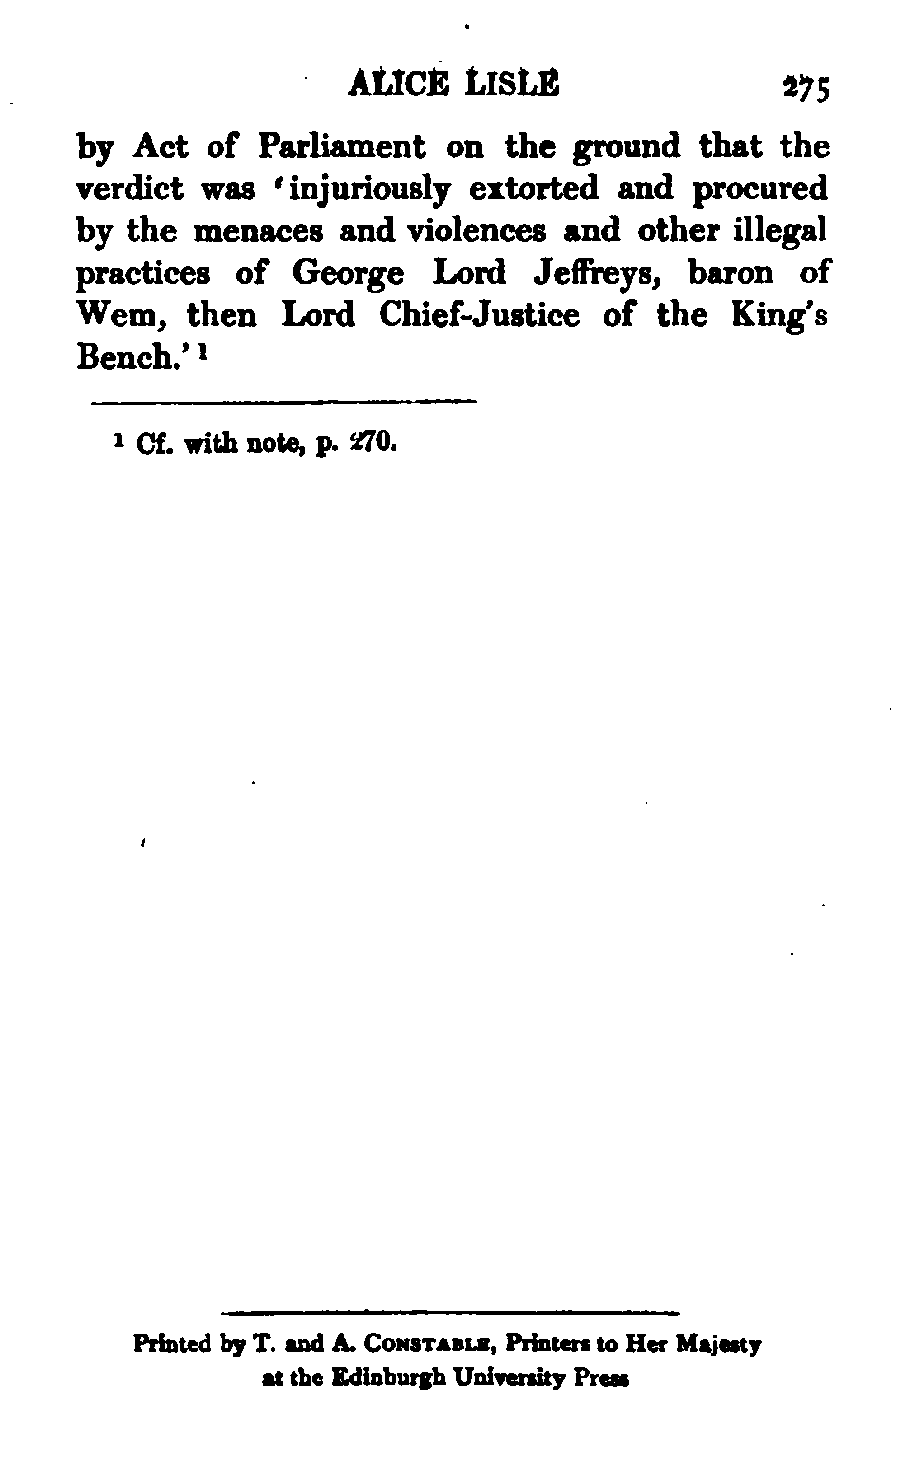 ALICE LISLE 275
by Act of Parliament on the ground that the
verdict was 'injuriously extorted and procured
by the menaces and violences and other illegal
practices of George Lord Jeffreys, baron of
Wem, then Lord Chief-Justice of the King's
Bench.' 1
1 Cf. with note, p. 270.
Printed by T. and A. CONSTABLE, Printers to Her Majesty
at the Edinburgh University Press